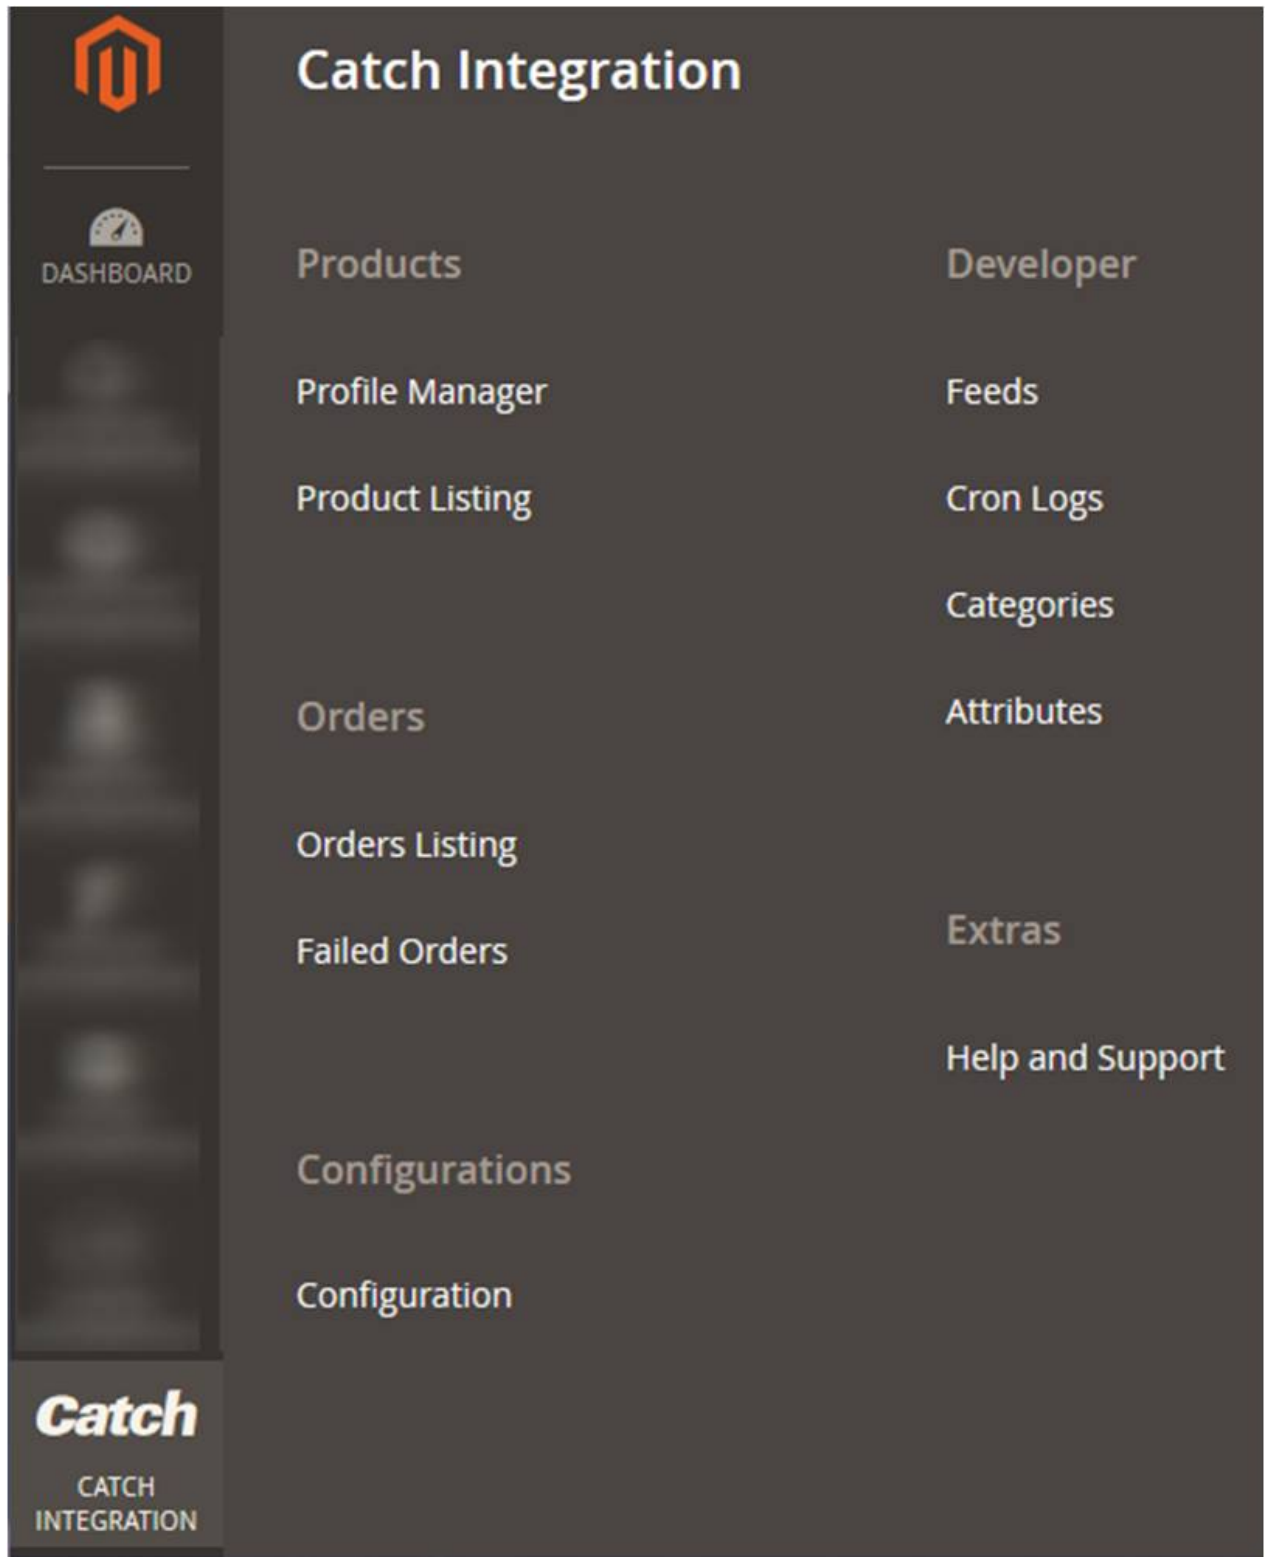 Catch Integration
DASHBOARD
Products
Profile Manager
Product Listing
Orders
Orders Listing
Failed Orders
Configurations
Configuration
Developer
Feeds
Cron Logs
Categories
Attributes
Extras
Help and Support
Catch
CATCH
INTEGRATION